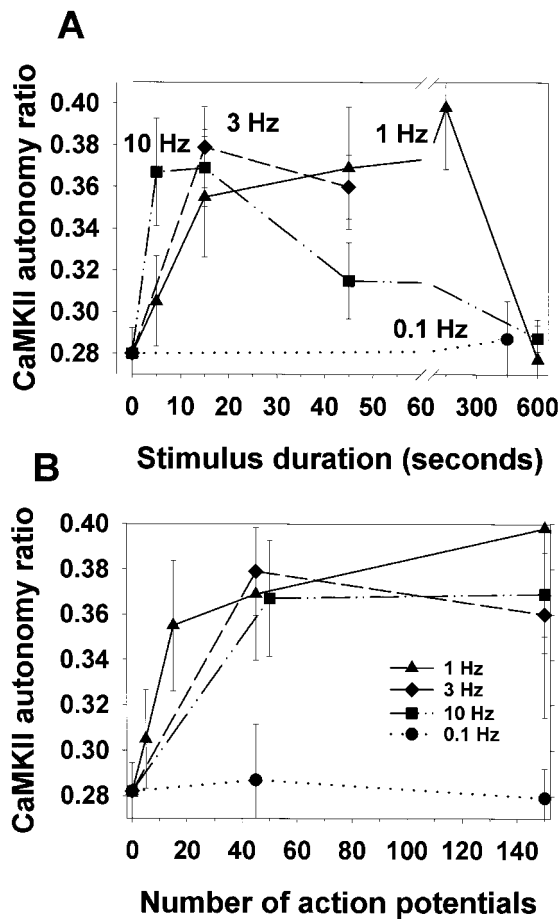 A
CaMKII autonomy ratio
0.40
0.38
0.36
0.34
0.32
0.30
0.28
10 Hz
3 Hz
1 Hz
0.1 Hz
0 10 20 30 40 50 60 300 600
Stimulus duration (seconds)
B
CaMKII autonomy ratio
0.40
0.38
0.36
0.34
0.32
0.30
0.28
1 Hz
3 Hz
10 Hz
0.1 Hz
0 20 40 60 80 100 120 140
Number of action potentials